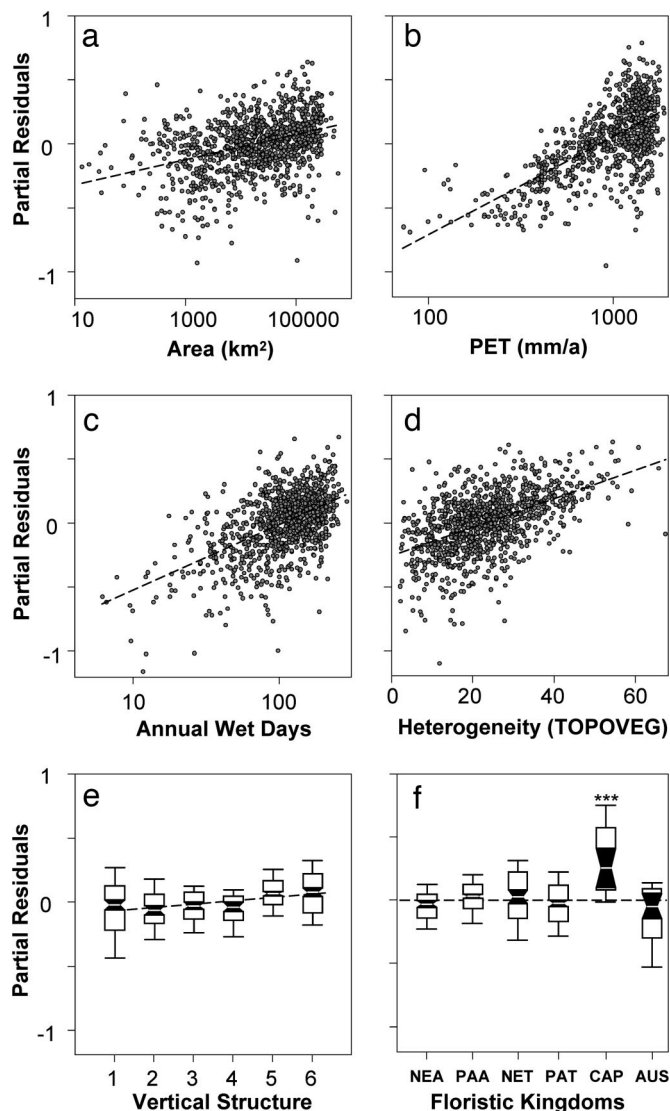 a
b
1
0
-1
Partial Residuals
10 1000 100000
100 1000
Area (km²)
PET (mm/a)
c
d
1
0
-1
Partial Residuals
10 100
0 20 40 60
Annual Wet Days
Heterogeneity (TOPOVEG)
e
f
1
0
-1
Partial Residuals
***
1 2 3 4 5 6
NEA PAA NET PAT CAP AUS
Vertical Structure
Floristic Kingdoms